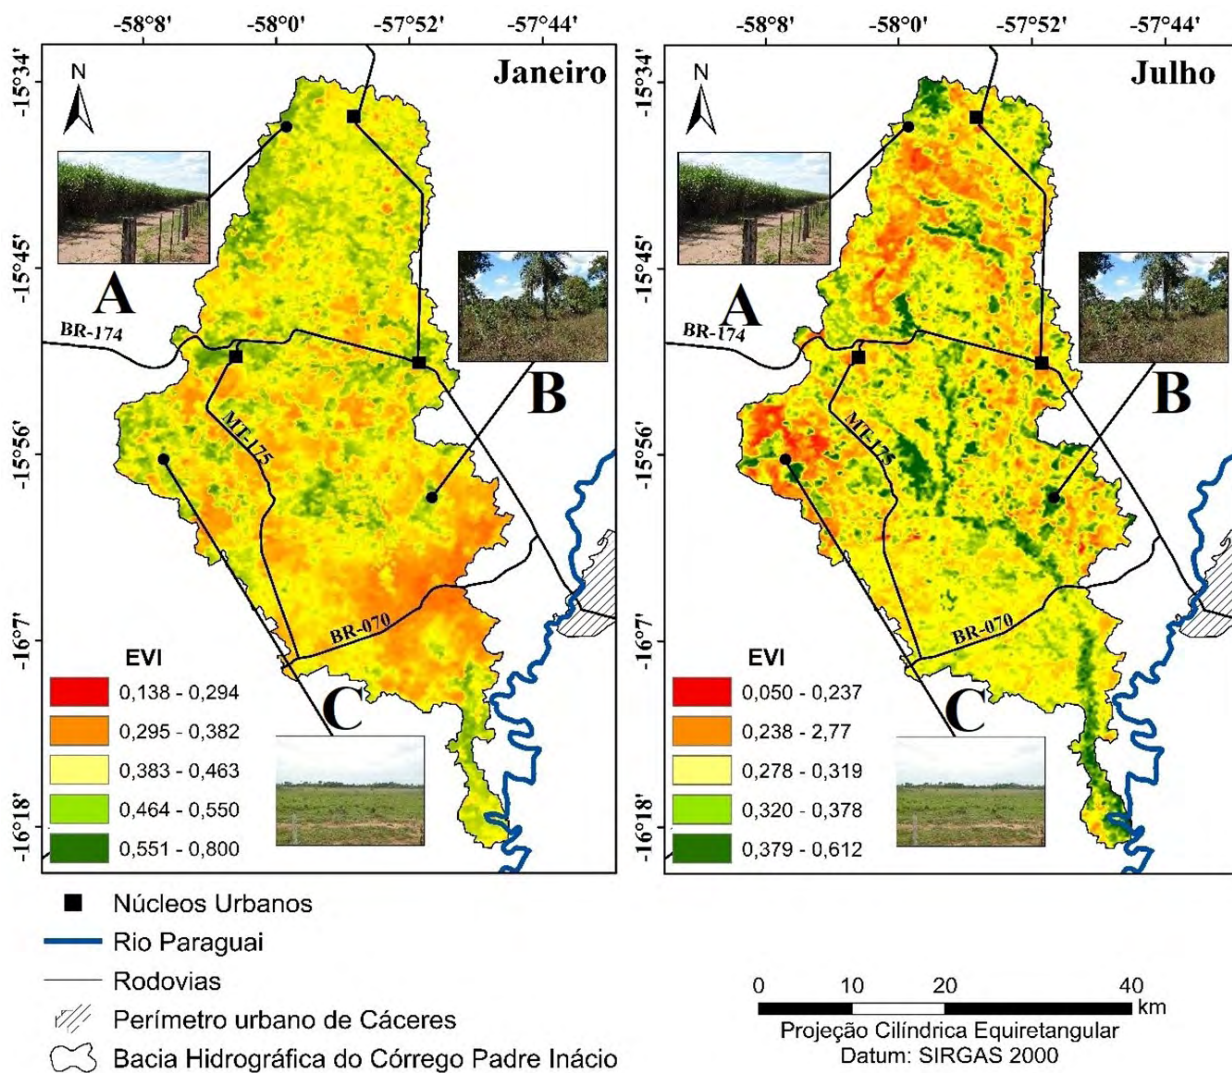 -58°8' -58°0' -57°52' -57°44' -58°8' -58°0' -57°52' -57°44'
Janeiro
Julho
N
N
-15°34'
-15°45'
-15°56'
-16°7'
-16°18'
-15°34'
-15°45'
-15°56'
-16°7'
-16°18'
A
BR-174
B
MT-175
BR-070
C
EVI
0,138 - 0,294
0,295 - 0,382
0,383 - 0,463
0,464 - 0,550
0,551 - 0,800
A
BR-174
B
MT-175
BR-070
C
EVI
0,050 - 0,237
0,238 - 2,77
0,278 - 0,319
0,320 - 0,378
0,379 - 0,612
Núcleos Urbanos
Rio Paraguai
Rodovias
Perímetro urbano de Cáceres
Bacia Hidrográfica do Córrego Padre Inácio
0 10 20 40
km
Projeção Cilíndrica Equiretangular
Datum: SIRGAS 2000